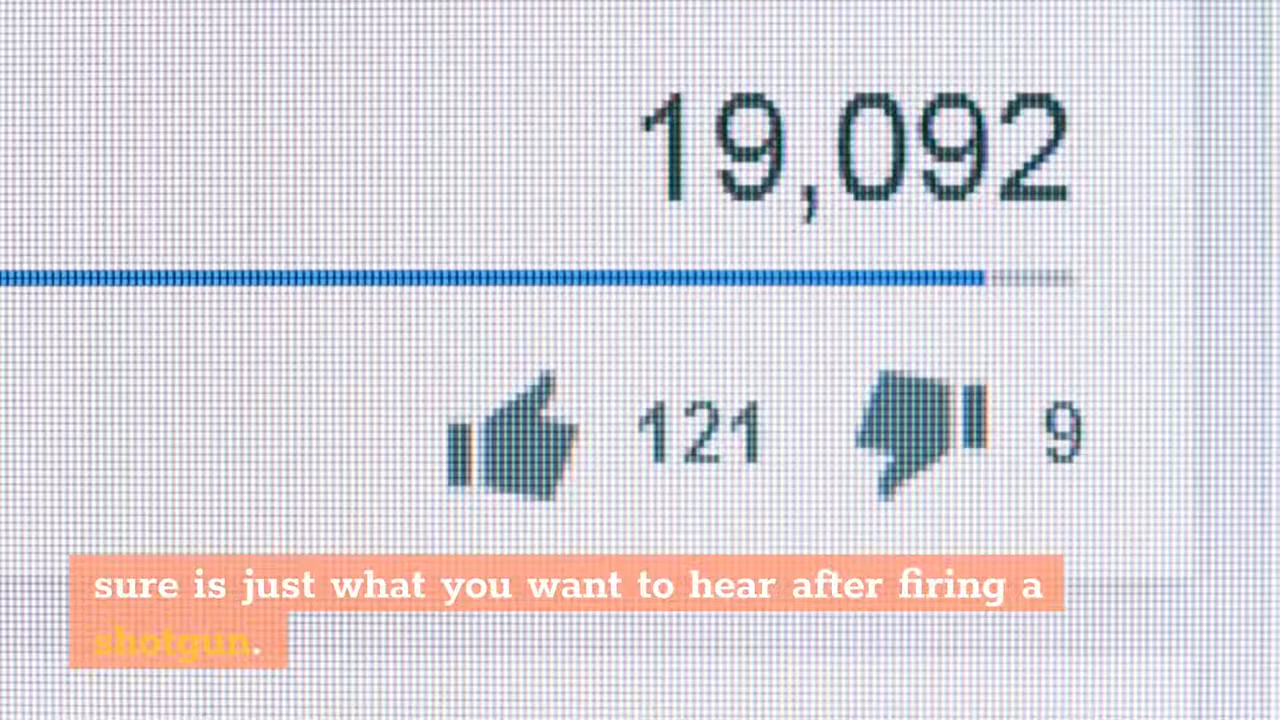 19,092
121 9
sure is just what you want to hear after firing a
shotgun.